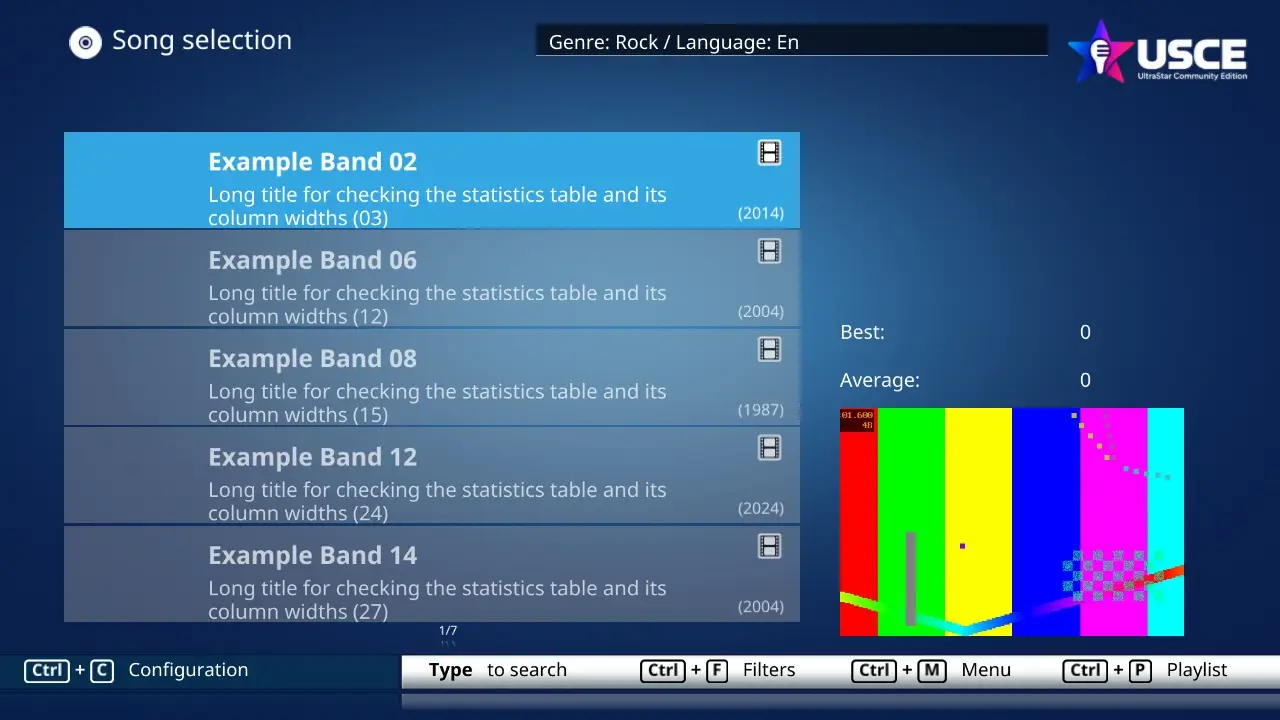 Song selection
Genre: Rock / Language: En
USCE
UltraStar Community Edition
Example Band 02
Long title for checking the statistics table and its
column widths (03)
(2014)
Example Band 06
Long title for checking the statistics table and its
column widths (12)
(2004)
Example Band 08
Long title for checking the statistics table and its
column widths (15)
(1987)
Example Band 12
Long title for checking the statistics table and its
column widths (24)
(2024)
Example Band 14
Long title for checking the statistics table and its
column widths (27)
(2004)
1/7
Best: 0
Average: 0
01.600
48
Ctrl + C Configuration
Type to search
Ctrl + F Filters
Ctrl + M Menu
Ctrl + P Playlist